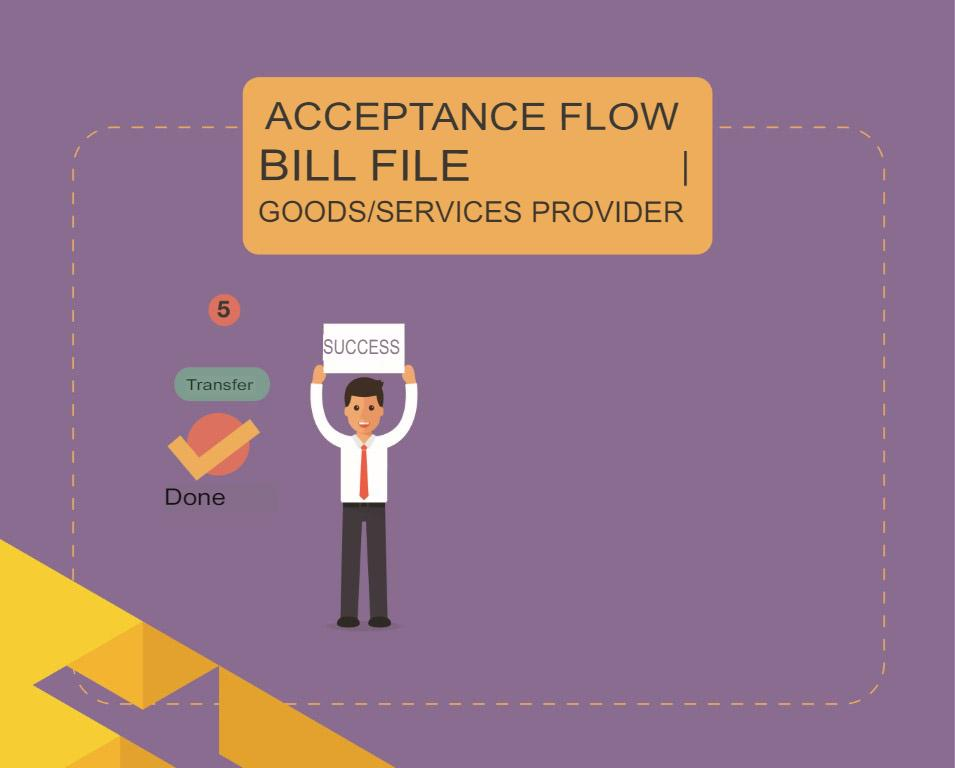 ACCEPTANCE FLOW
BILL FILE |
GOODS/SERVICES PROVIDER
5
SUCCESS
Transfer
Done